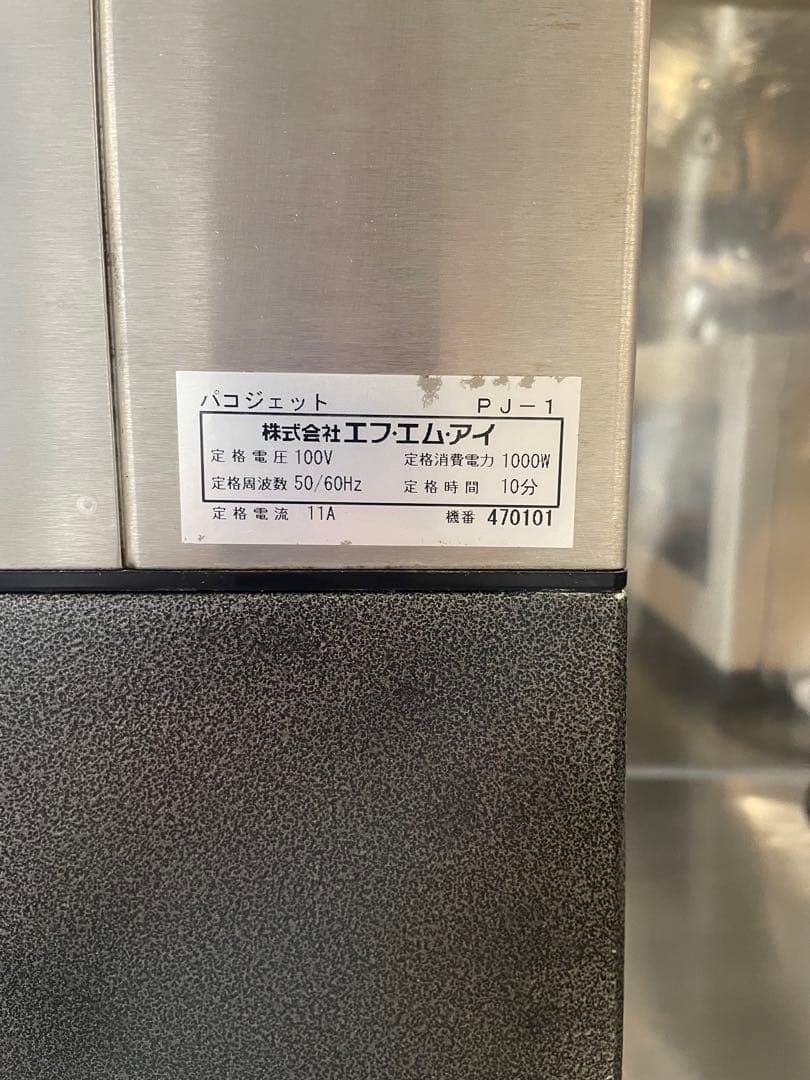 パコジェット PJ-1
株式会社エフ・エム・アイ
定格電圧 100V 定格消費電力 1000W
定格周波数 50/60Hz 定格時間 10分
定格電流 11A 機番 470101